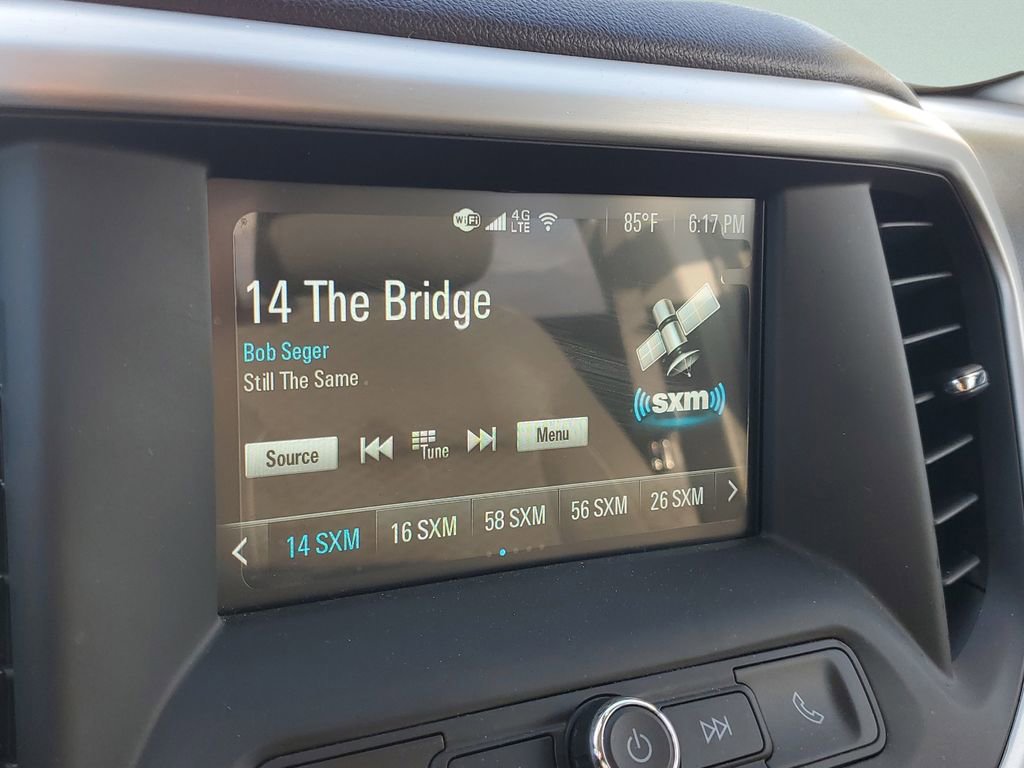 WiFi 4G LTE 85°F 6:17 PM
14 The Bridge
Bob Seger
Still The Same
sxm
Source Tune Menu
14 SXM 16 SXM 58 SXM 56 SXM 26 SXM